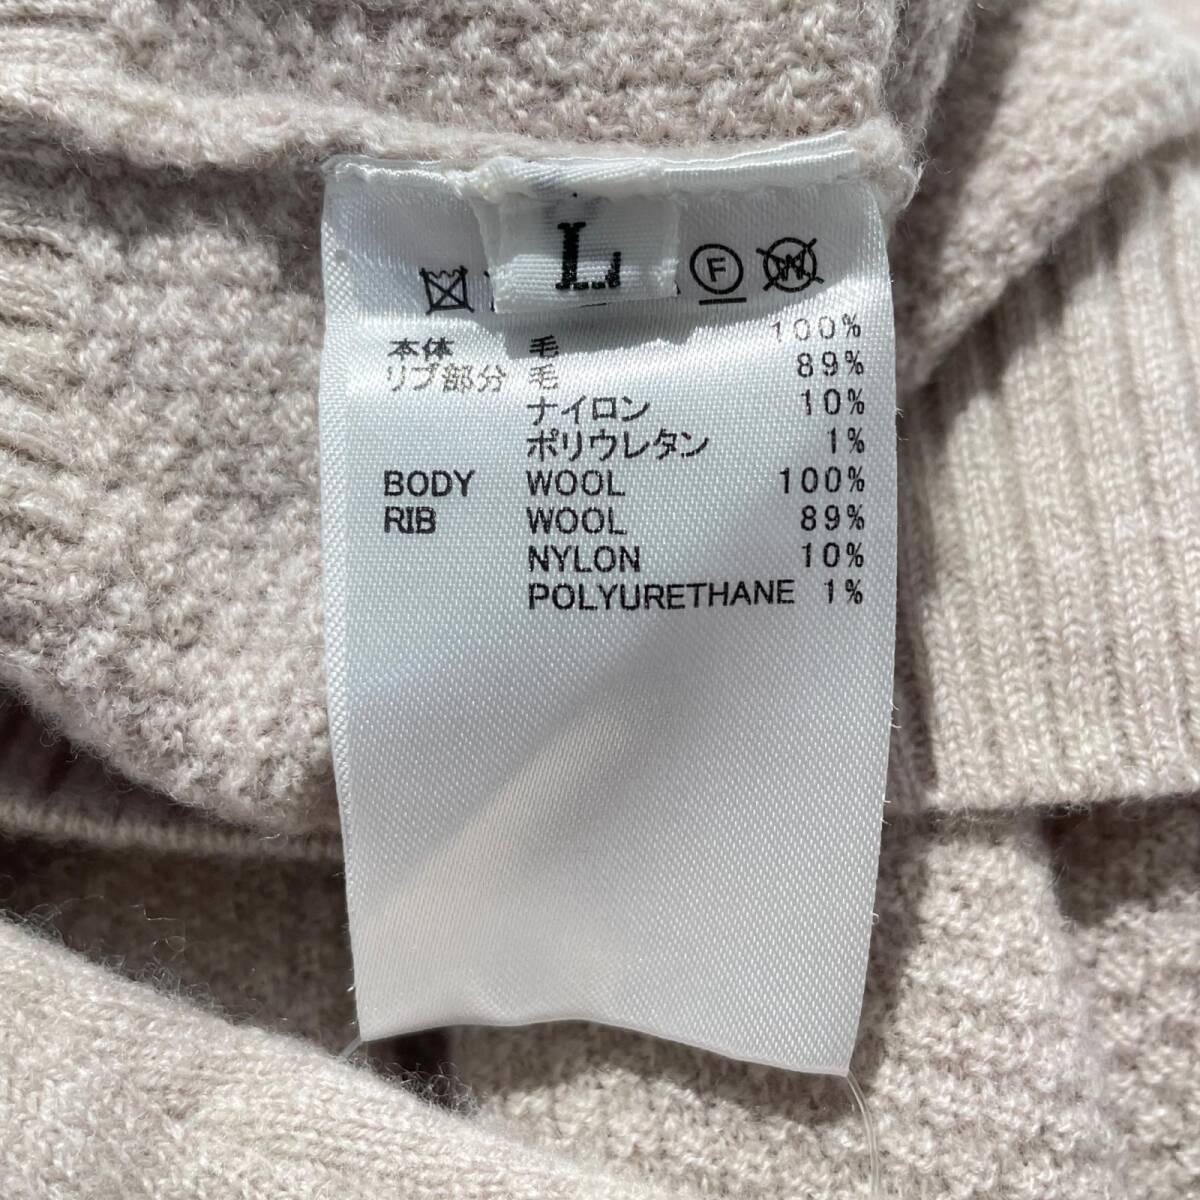 L
F W
本体 毛 100%
リブ部分 毛 89%
ナイロン 10%
ポリウレタン 1%
BODY WOOL 100%
RIB WOOL 89%
NYLON 10%
POLYURETHANE 1%